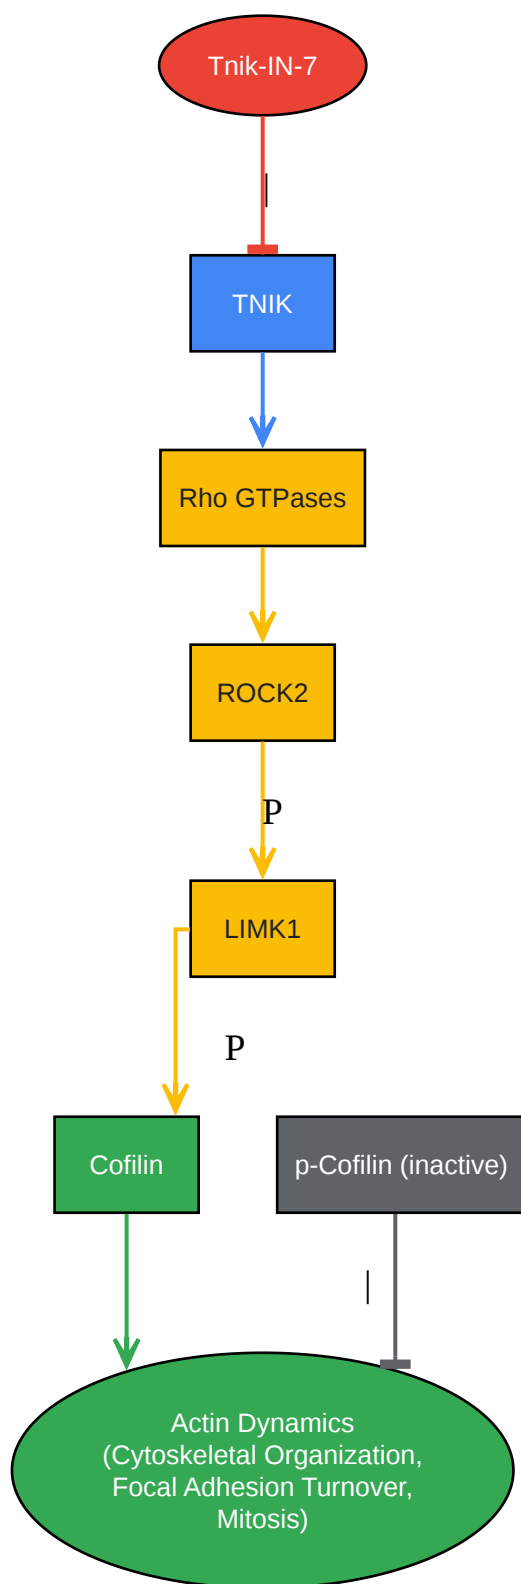 Tnik-IN-7
|
TNIK
Rho GTPases
ROCK2
P
LIMK1
P
Cofilin
p-Cofilin (inactive)
|
Actin Dynamics
(Cytoskeletal Organization,
Focal Adhesion Turnover,
Mitosis)